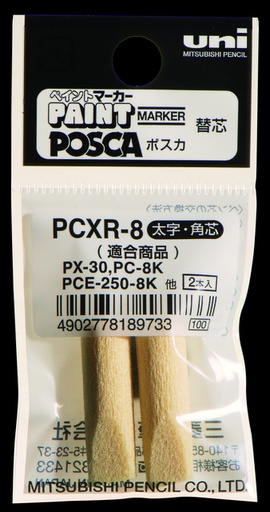 uni
MITSUBISHI PENCIL
ペイントマーカー
PAINT MARKER
POSCA ポスカ
替芯
PCXR-8 太字・角芯
(適合商品)
PX-30,PC-8K
PCE-250-8K 他 2本入
4902778189733 100
MITSUBISHI PENCIL CO., LTD.